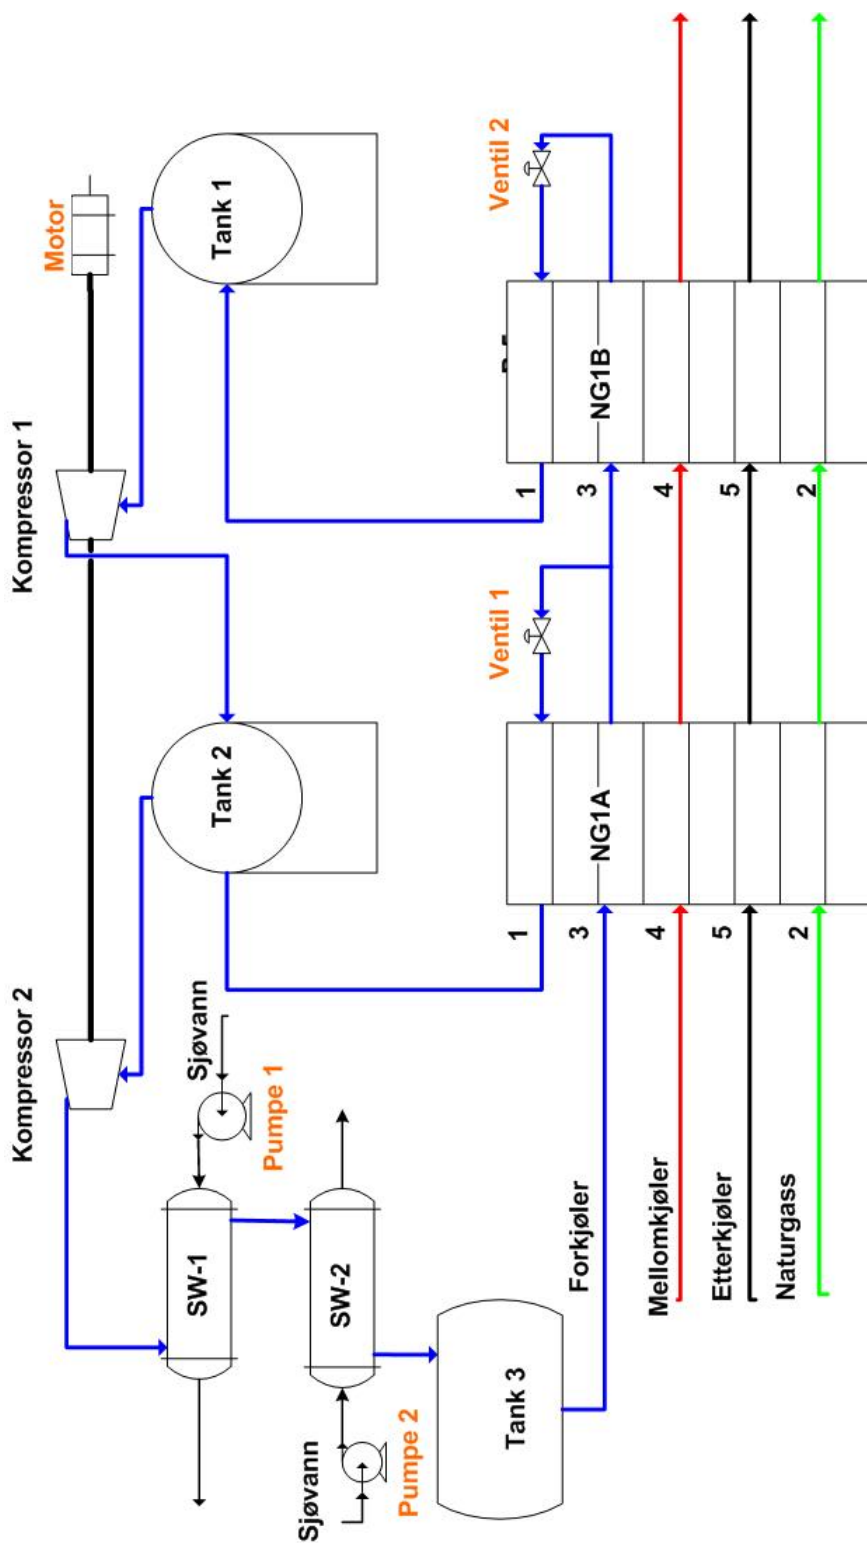 Kompressor 2
Kompressor 1
Motor
Tank 2
Tank 1
Sjøvann
Pumpe 1
SW-1
SW-2
Sjøvann
Pumpe 2
Tank 3
Forkjøler
Mellomkjøler
Etterkjøler
Naturgass
Ventil 1
Ventil 2
1
3
4
5
2
NG1A
1
3
4
5
2
NG1B